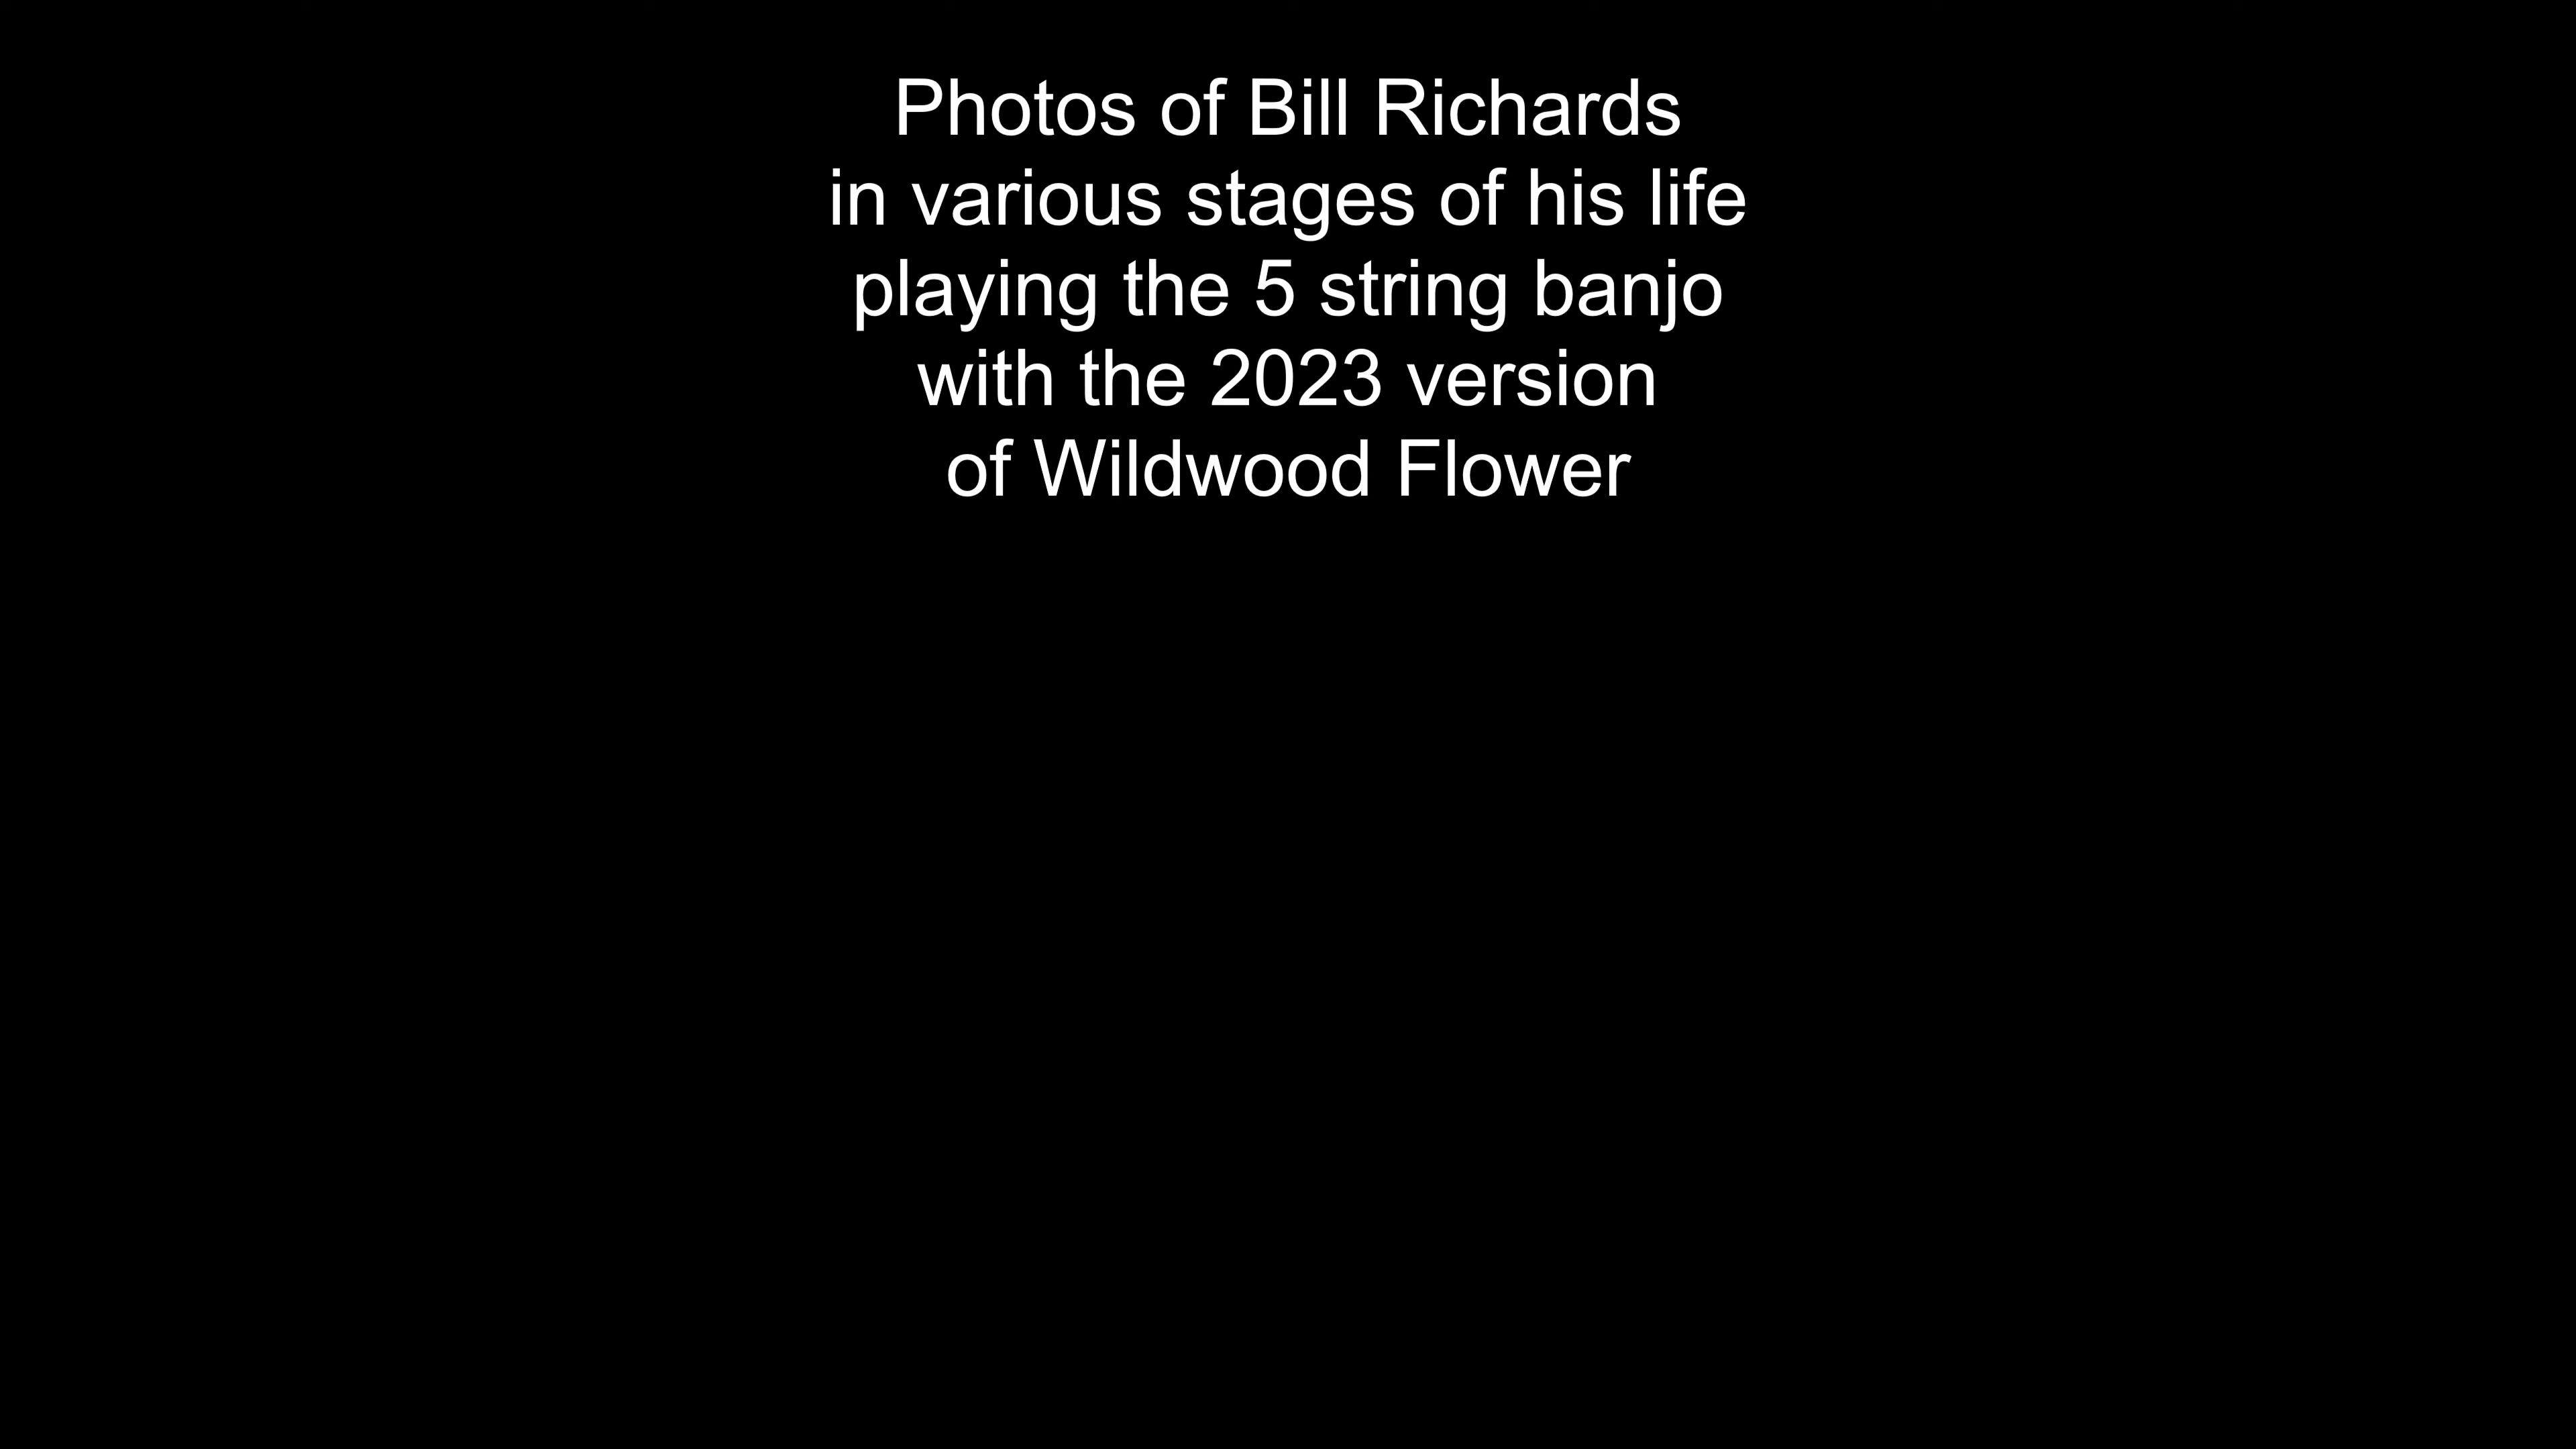 Photos of Bill Richards
in various stages of his life
playing the 5 string banjo
with the 2023 version
of Wildwood Flower